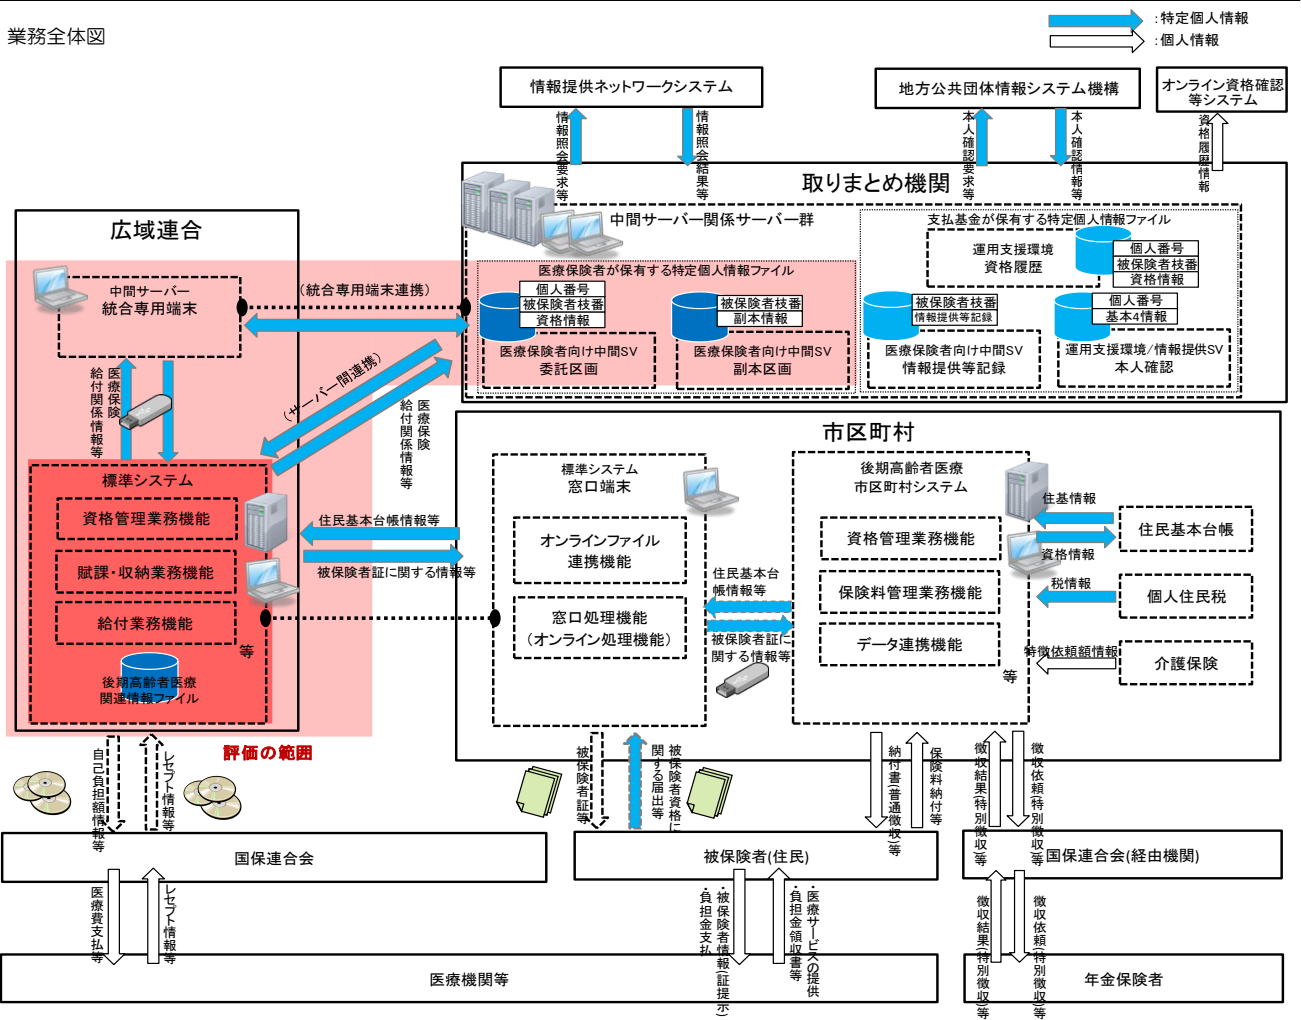 業務全体図
:特定個人情報
:個人情報
情報提供ネットワークシステム
地方公共団体情報システム機構
オンライン資格確認
等システム
情報照会要求等
情報照会結果等
本人確認要求等
本人確認情報等
資格履歴情報
取りまとめ機関
中間サーバー関係サーバー群
支払基金が保有する特定個人情報ファイル
運用支援環境
資格履歴
個人番号
被保険者枝番
資格情報
医療保険者が保有する特定個人情報ファイル
個人番号
被保険者枝番
資格情報
医療保険者向け中間SV
委託区画
被保険者枝番
副本情報
医療保険者向け中間SV
副本区画
被保険者枝番
情報提供等記録
医療保険者向け中間SV
情報提供等記録
個人番号
基本4情報
運用支援環境/情報提供SV
本人確認
広域連合
中間サーバー
統合専用端末
(統合専用端末連携)
(サーバー間連携)
医療保険
給付関係情報等
医療保険
給付関係情報等
標準システム
資格管理業務機能
賦課・収納業務機能
給付業務機能
等
後期高齢者医療
関連情報ファイル
評価の範囲
住民基本台帳情報等
被保険者証に関する情報等
市区町村
標準システム
窓口端末
オンラインファイル
連携機能
窓口処理機能
(オンライン処理機能)
住民基本台
帳情報等
被保険者証に
関する情報等
後期高齢者医療
市区町村システム
資格管理業務機能
保険料管理業務機能
データ連携機能
等
住基情報
資格情報
税情報
特徴依頼額情報
住民基本台帳
個人住民税
介護保険
自己負担額情報等
レセプト情報等
被保険者証等
被保険者資格に
関する届出等
納付書(普通徴収)等
保険料納付等
徴収結果(特別徴収)等
徴収依頼(特別徴収)等
国保連合会
被保険者(住民)
国保連合会(経由機関)
医療費支払等
レセプト情報等
・被保険者情報(証提示)
・負担金支払
・医療サービスの提供
・負担金領収書等
徴収結果(特別徴収)等
徴収依頼(特別徴収)等
医療機関等
年金保険者